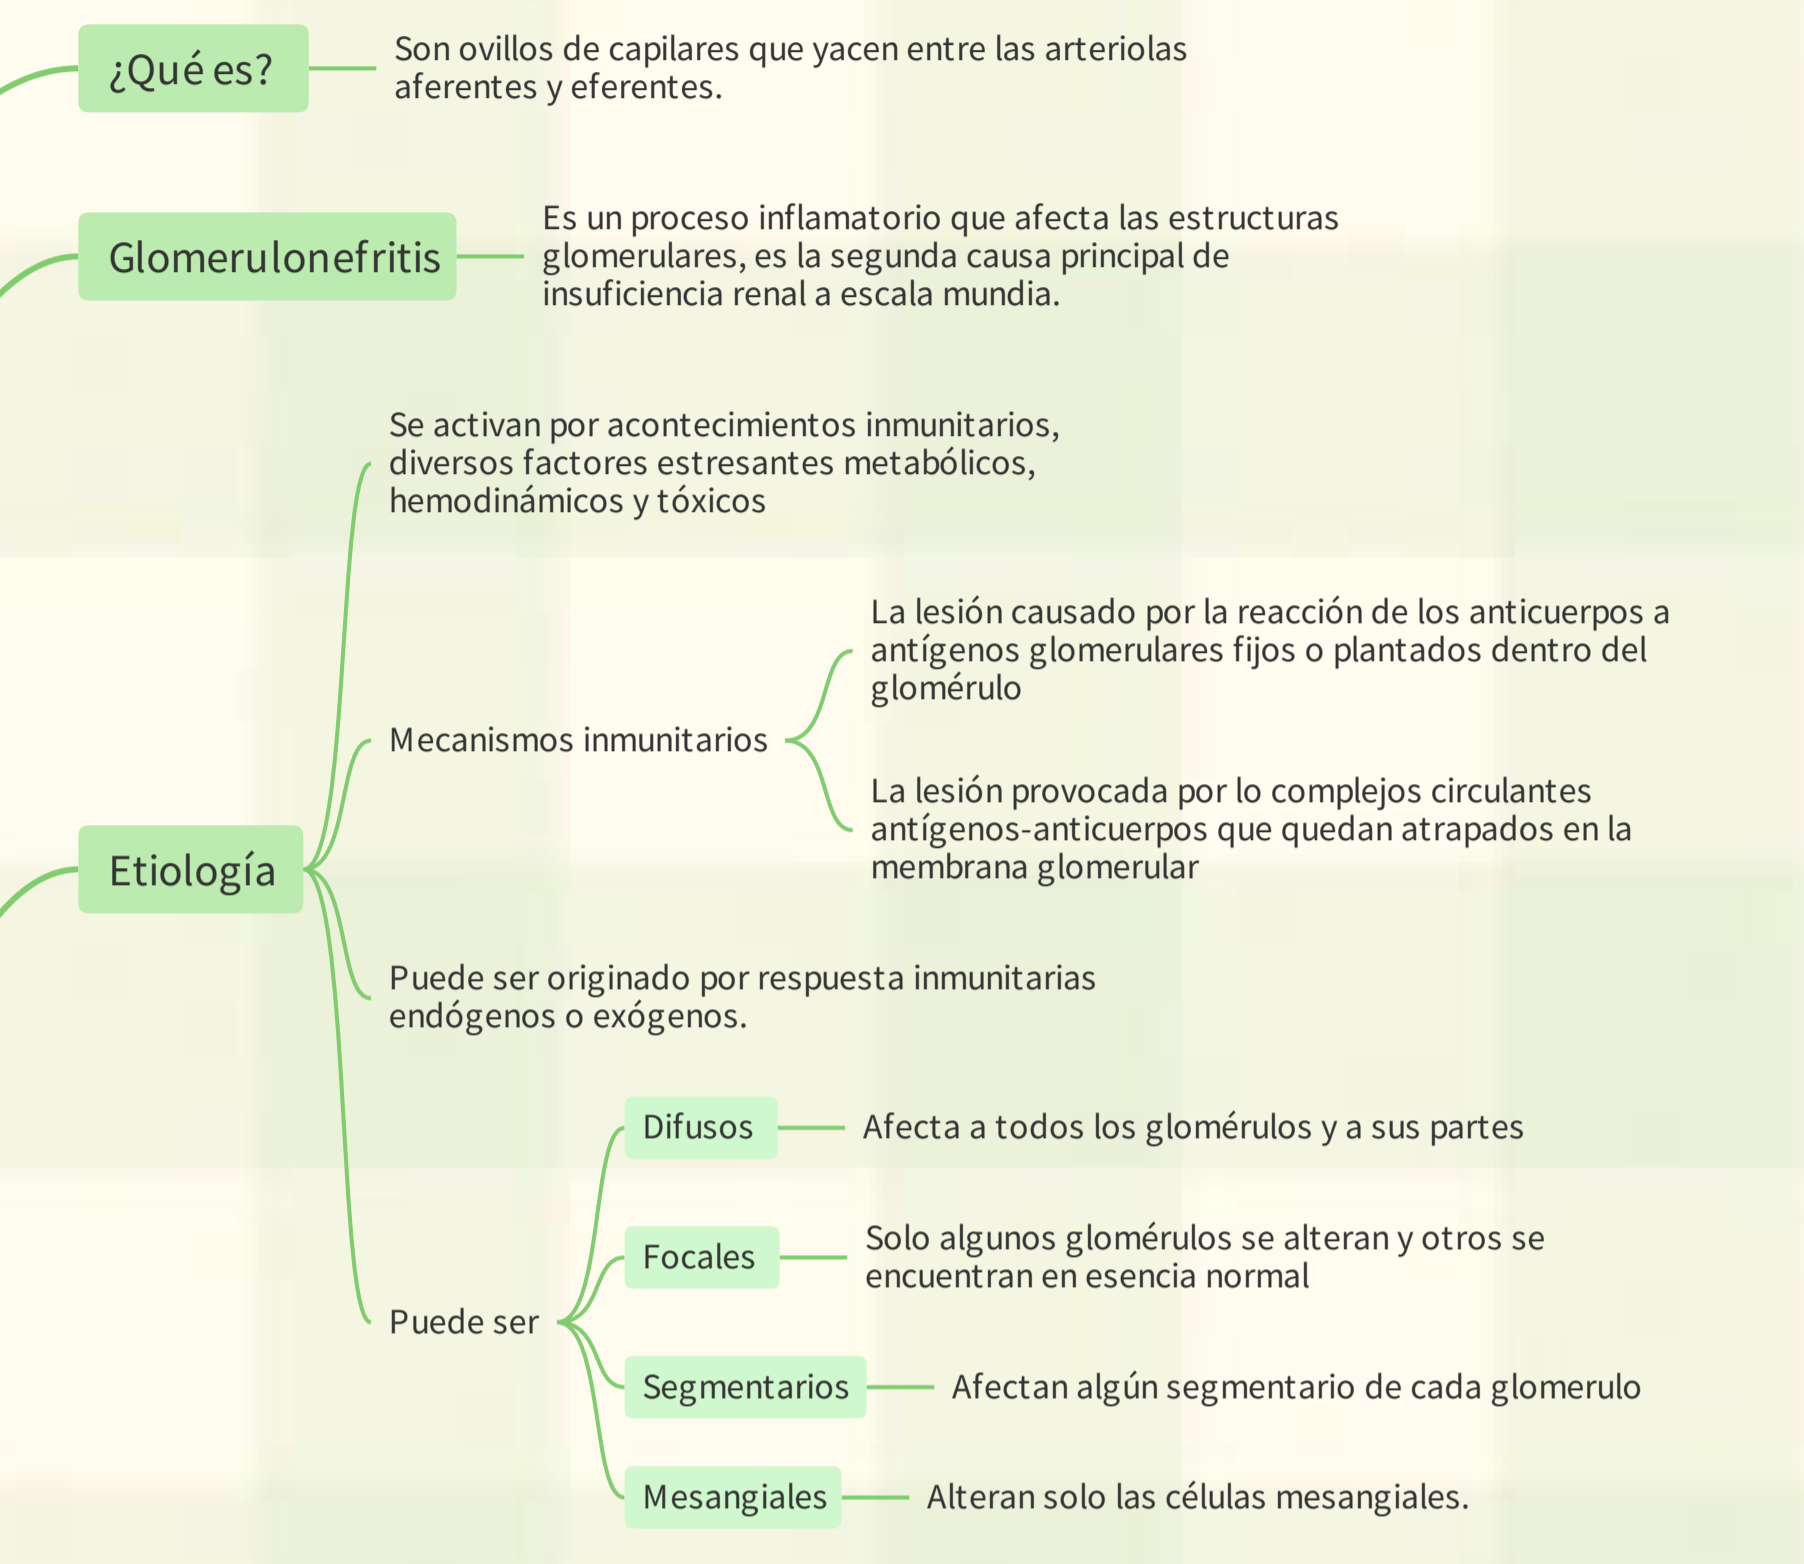 ¿Qué es?
Son ovillos de capilares que yacen entre las arteriolas
aferentes y eferentes.
Glomerulonefritis
Es un proceso inflamatorio que afecta las estructuras
glomerulares, es la segunda causa principal de
insuficiencia renal a escala mundia.
Etiología
Se activan por acontecimientos inmunitarios,
diversos factores estresantes metabólicos,
hemodinámicos y tóxicos
Mecanismos inmunitarios
La lesión causado por la reacción de los anticuerpos a
antígenos glomerulares fijos o plantados dentro del
glomérulo
La lesión provocada por lo complejos circulantes
antígenos-anticuerpos que quedan atrapados en la
membrana glomerular
Puede ser originado por respuesta inmunitarias
endógenos o exógenos.
Puede ser
Difusos
Afecta a todos los glomérulos y a sus partes
Focales
Solo algunos glomérulos se alteran y otros se
encuentran en esencia normal
Segmentarios
Afectan algún segmentario de cada glomerulo
Mesangiales
Alteran solo las células mesangiales.